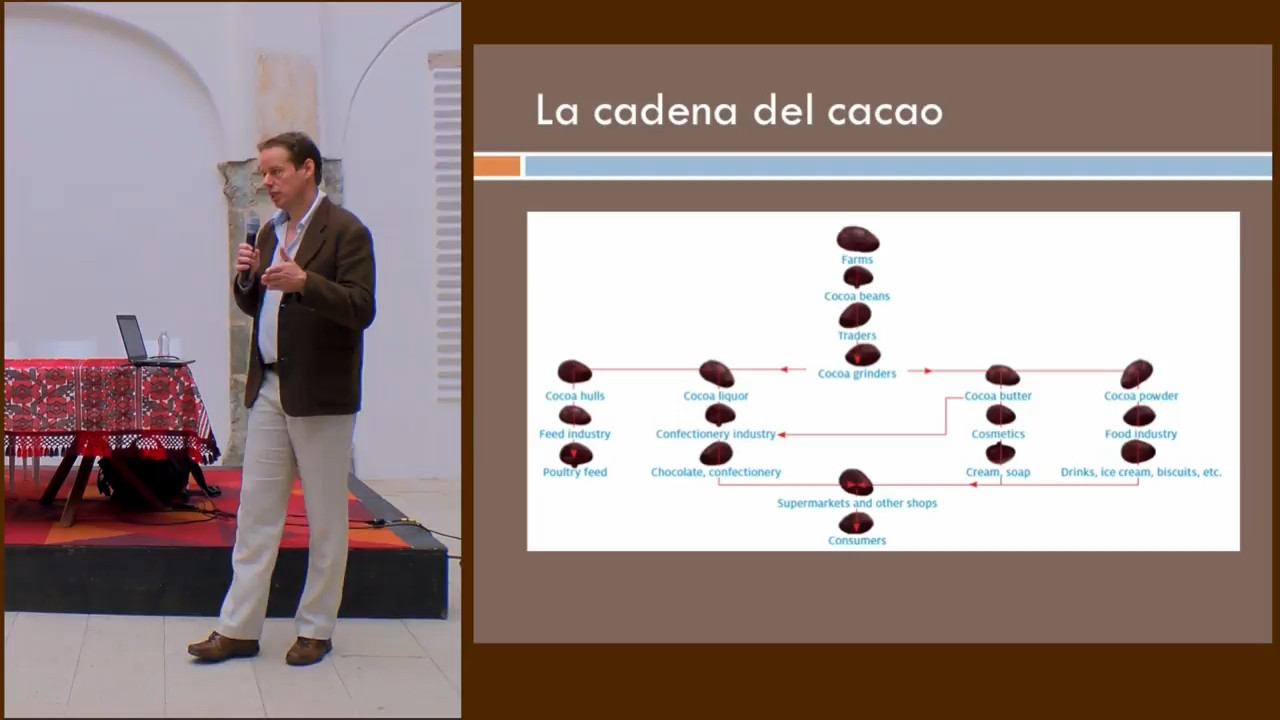 La cadena del cacao
Farms
Cocoa beans
Traders
Cocoa grinders
Cocoa hulls
Cocoa liquor
Cocoa butter
Cocoa powder
Feed industry
Confectionery industry
Cosmetics
Food industry
Poultry feed
Chocolate, confectionery
Cream, soap
Drinks, ice cream, biscuits, etc.
Supermarkets and other shops
Consumers